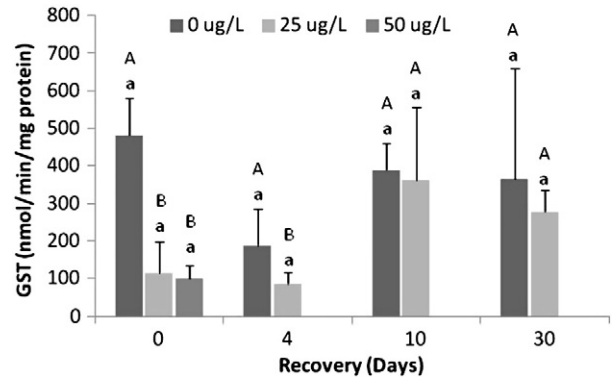 800
700
600
500
400
300
200
100
0
GST (nmol/min/mg protein)
0 ug/L 25 ug/L 50 ug/L
A
a
B
a
B
a
A
a
B
a
A
a
A
a
A
a
A
a
0 4 10 30
Recovery (Days)